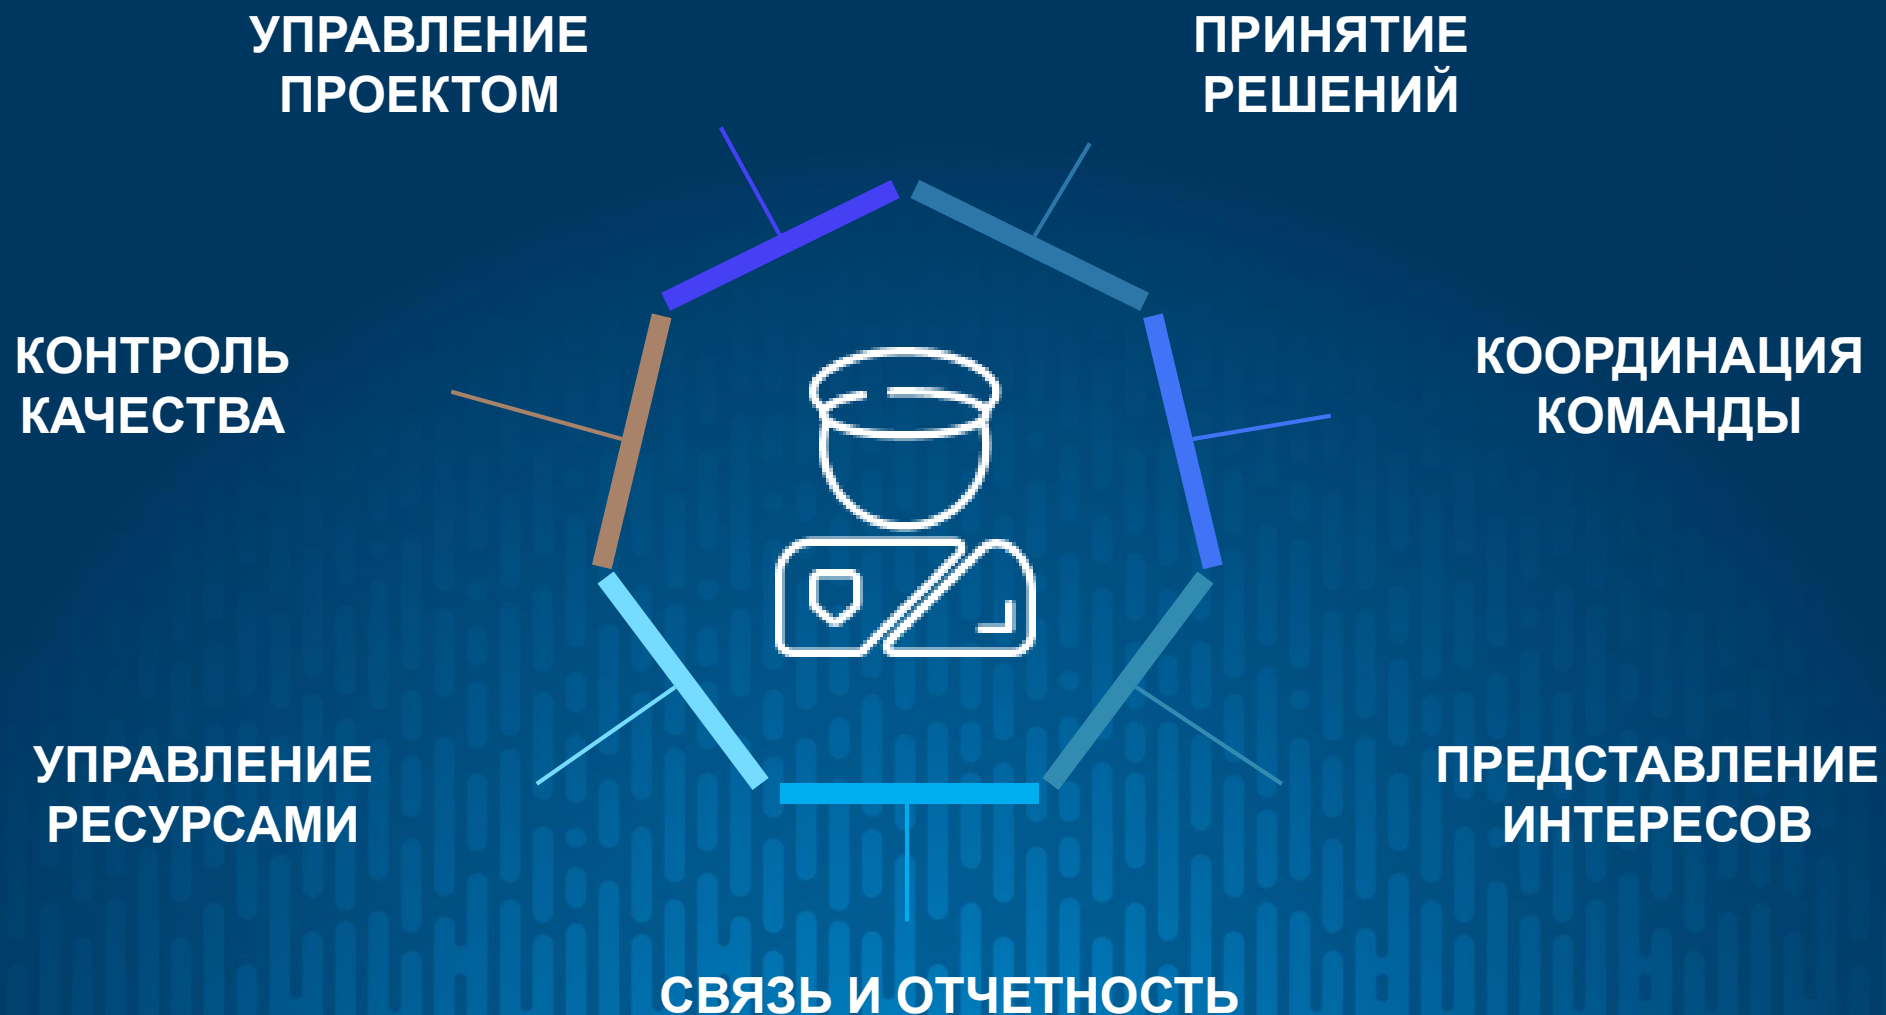 УПРАВЛЕНИЕ
ПРОЕКТОМ
ПРИНЯТИЕ
РЕШЕНИЙ
КОНТРОЛЬ
КАЧЕСТВА
КООРДИНАЦИЯ
КОМАНДЫ
УПРАВЛЕНИЕ
РЕСУРСАМИ
ПРЕДСТАВЛЕНИЕ
ИНТЕРЕСОВ
СВЯЗЬ И ОТЧЕТНОСТЬ